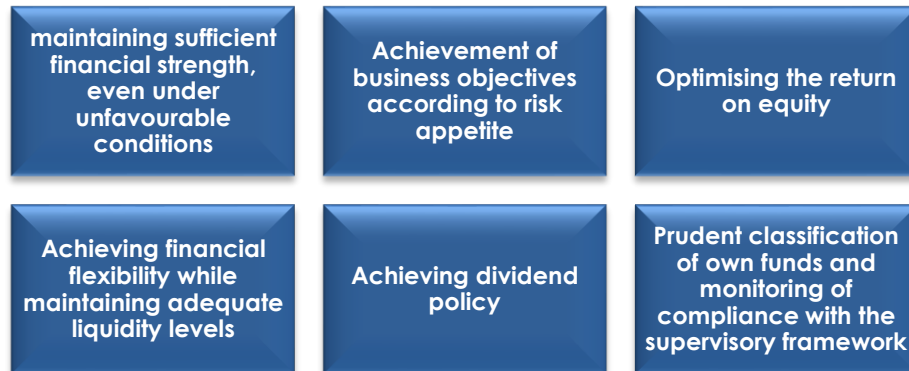 maintaining sufficient
financial strength,
even under
unfavourable
conditions
Achievement of
business objectives
according to risk
appetite
Optimising the return
on equity
Achieving financial
flexibility while
maintaining adequate
liquidity levels
Achieving dividend
policy
Prudent classification
of own funds and
monitoring of
compliance with the
supervisory framework